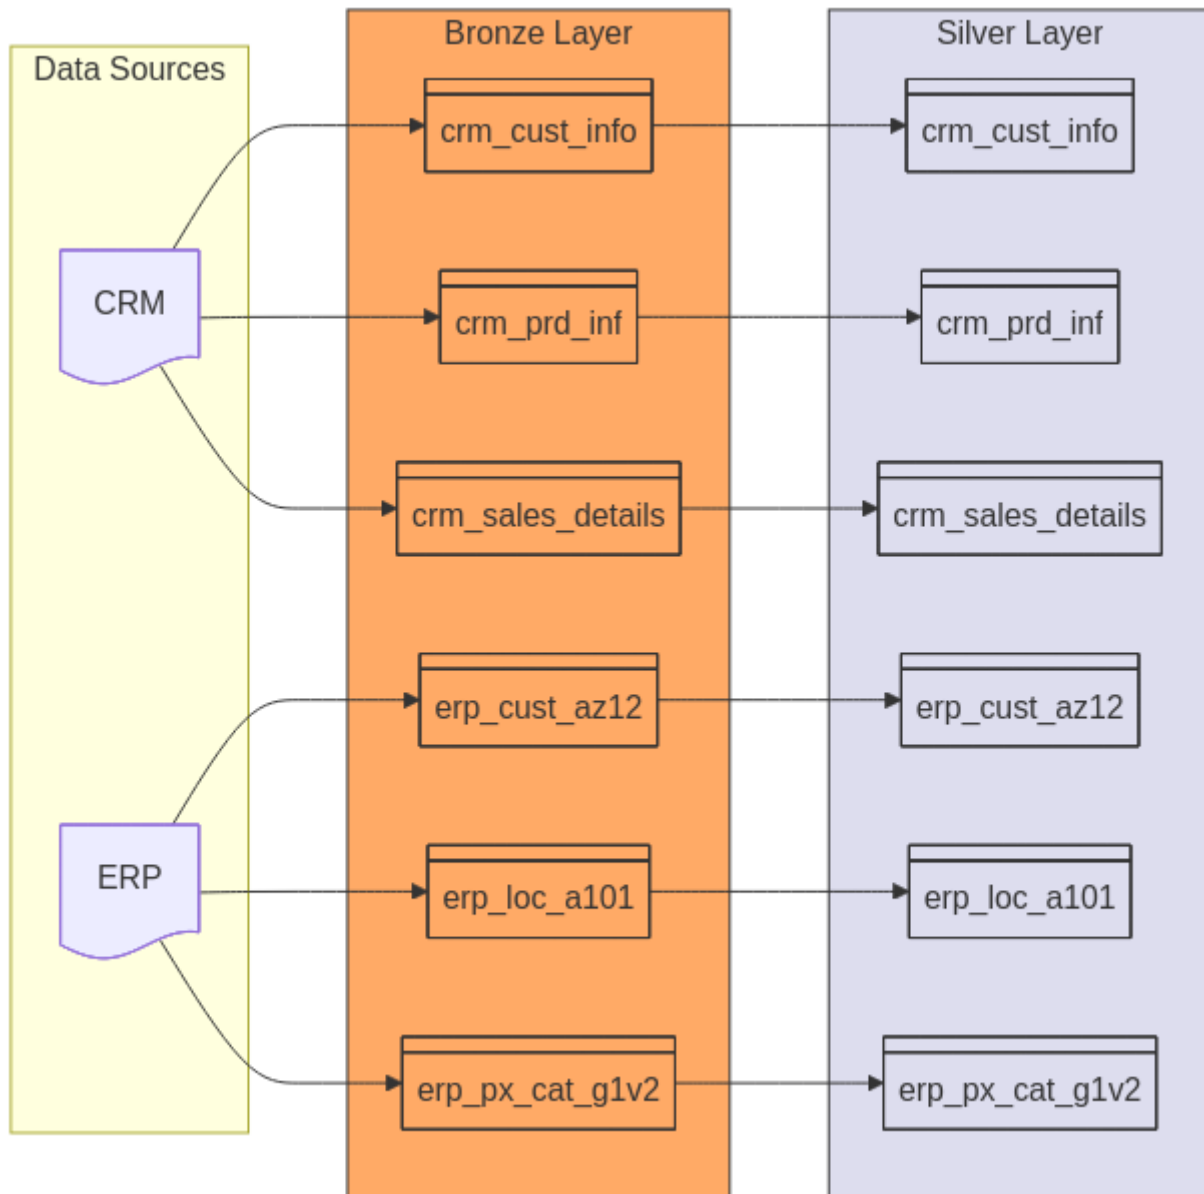 Data Sources
CRM
ERP
Bronze Layer
crm_cust_info
crm_prd_inf
crm_sales_details
erp_cust_az12
erp_loc_a101
erp_px_cat_g1v2
Silver Layer
crm_cust_info
crm_prd_inf
crm_sales_details
erp_cust_az12
erp_loc_a101
erp_px_cat_g1v2